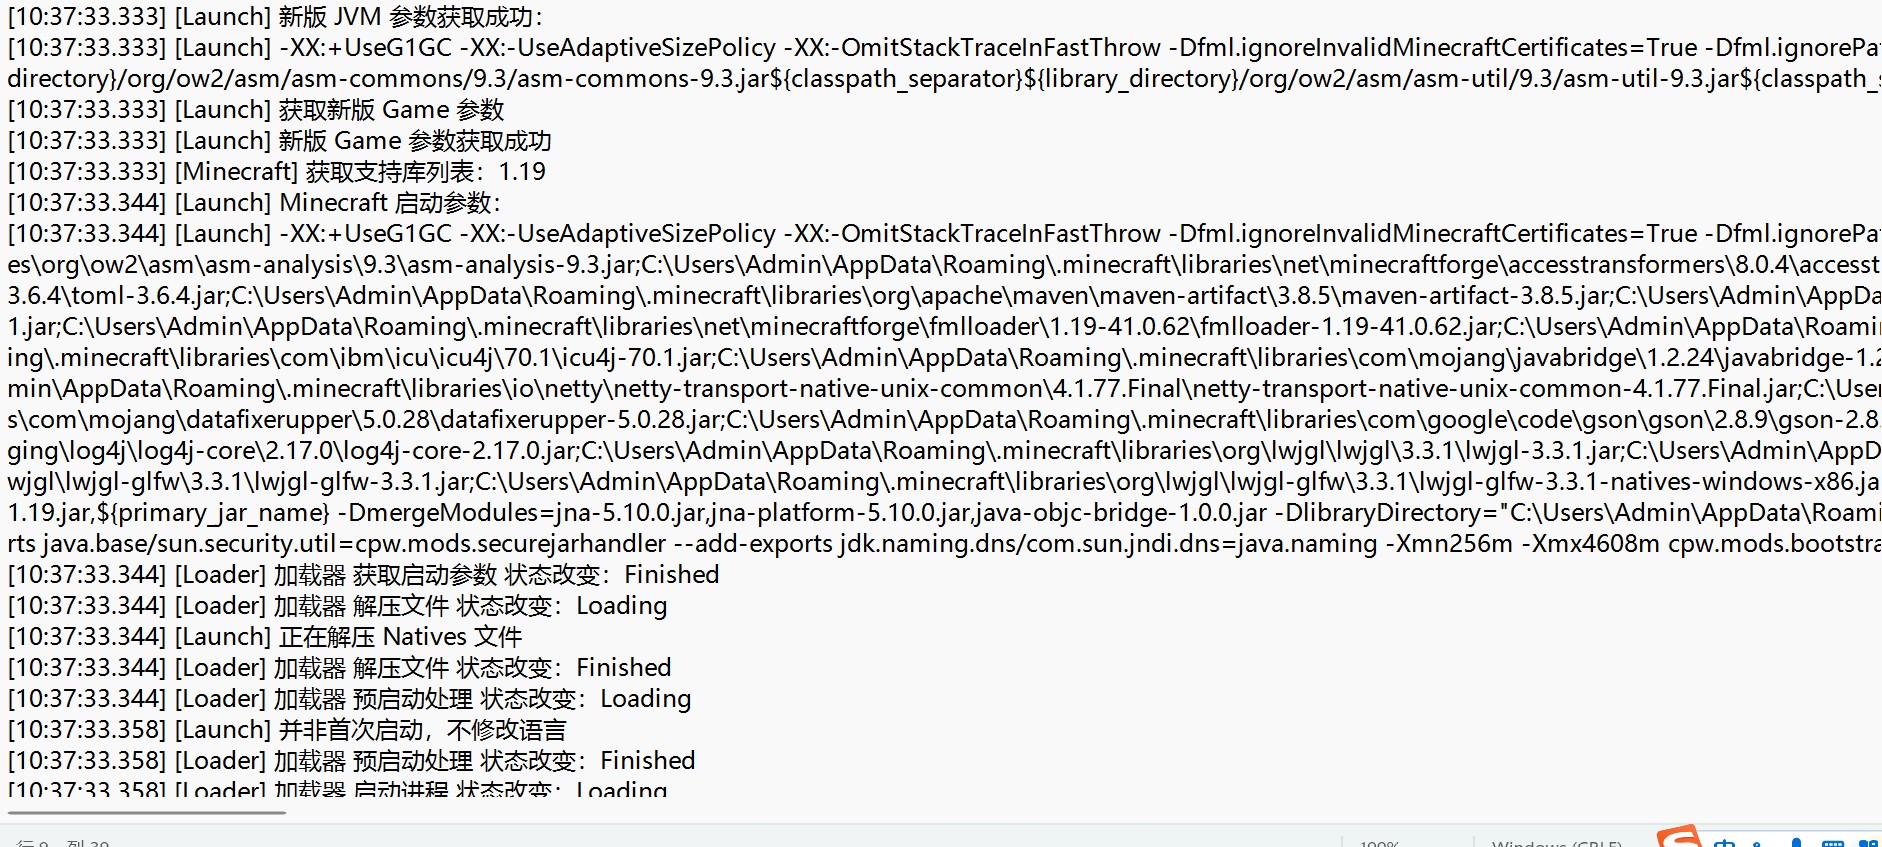 [10:37:33.333] [Launch] 新版 JVM 参数获取成功：
[10:37:33.333] [Launch] -XX:+UseG1GC -XX:-UseAdaptiveSizePolicy -XX:-OmitStackTraceInFastThrow -Dfml.ignoreInvalidMinecraftCertificates=True -Dfml.ignorePa
directory}/org/ow2/asm/asm-commons/9.3/asm-commons-9.3.jar${classpath_separator}${library_directory}/org/ow2/asm/asm-util/9.3/asm-util-9.3.jar${classpath_s
[10:37:33.333] [Launch] 获取新版 Game 参数
[10:37:33.333] [Launch] 新版 Game 参数获取成功
[10:37:33.333] [Minecraft] 获取支持库列表：1.19
[10:37:33.344] [Launch] Minecraft 启动参数：
[10:37:33.344] [Launch] -XX:+UseG1GC -XX:-UseAdaptiveSizePolicy -XX:-OmitStackTraceInFastThrow -Dfml.ignoreInvalidMinecraftCertificates=True -Dfml.ignorePa
es\org\ow2\asm\asm-analysis\9.3\asm-analysis-9.3.jar;C:\Users\Admin\AppData\Roaming\.minecraft\libraries\net\minecraftforge\accesstransformers\8.0.4\accesst
3.6.4\toml-3.6.4.jar;C:\Users\Admin\AppData\Roaming\.minecraft\libraries\org\apache\maven\maven-artifact\3.8.5\maven-artifact-3.8.5.jar;C:\Users\Admin\AppDa
1.jar;C:\Users\Admin\AppData\Roaming\.minecraft\libraries\net\minecraftforge\fmlloader\1.19-41.0.62\fmlloader-1.19-41.0.62.jar;C:\Users\Admin\AppData\Roami
ing\.minecraft\libraries\com\ibm\icu\icu4j\70.1\icu4j-70.1.jar;C:\Users\Admin\AppData\Roaming\.minecraft\libraries\com\mojang\javabridge\1.2.24\javabridge-1.2
min\AppData\Roaming\.minecraft\libraries\io\netty\netty-transport-native-unix-common\4.1.77.Final\netty-transport-native-unix-common-4.1.77.Final.jar;C:\User
s\com\mojang\datafixerupper\5.0.28\datafixerupper-5.0.28.jar;C:\Users\Admin\AppData\Roaming\.minecraft\libraries\com\google\code\gson\gson\2.8.9\gson-2.8.
ging\log4j\log4j-core\2.17.0\log4j-core-2.17.0.jar;C:\Users\Admin\AppData\Roaming\.minecraft\libraries\org\lwjgl\lwjgl\3.3.1\lwjgl-3.3.1.jar;C:\Users\Admin\AppD
wjgl\lwjgl-glfw\3.3.1\lwjgl-glfw-3.3.1.jar;C:\Users\Admin\AppData\Roaming\.minecraft\libraries\org\lwjgl\lwjgl-glfw\3.3.1\lwjgl-glfw-3.3.1-natives-windows-x86.ja
1.19.jar,${primary_jar_name} -DmergeModules=jna-5.10.0.jar,jna-platform-5.10.0.jar,java-objc-bridge-1.0.0.jar -DlibraryDirectory="C:\Users\Admin\AppData\Roami
rts java.base/sun.security.util=cpw.mods.securejarhandler --add-exports jdk.naming.dns/com.sun.jndi.dns=java.naming -Xmn256m -Xmx4608m cpw.mods.bootstra
[10:37:33.344] [Loader] 加载器 获取启动参数 状态改变：Finished
[10:37:33.344] [Loader] 加载器 解压文件 状态改变：Loading
[10:37:33.344] [Launch] 正在解压 Natives 文件
[10:37:33.344] [Loader] 加载器 解压文件 状态改变：Finished
[10:37:33.344] [Loader] 加载器 预启动处理 状态改变：Loading
[10:37:33.358] [Launch] 并非首次启动，不修改语言
[10:37:33.358] [Loader] 加载器 预启动处理 状态改变：Finished
[10:37:33.358] [Loader] 加载器 启动进程 状态改变：Loading
100% Windows (CRLF) 中